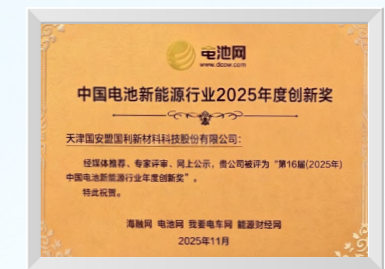 电池网
www.dcow.com
中国电池新能源行业2025年度创新奖
天津国安盟固利新材料科技股份有限公司：
经媒体推荐、专家评审、网上公示，贵公司被评为“第16届(2025年)
中国电池新能源行业年度创新奖”。
特此祝贺。
海融网 电池网 我爱电车网 能源财经网
2025年11月